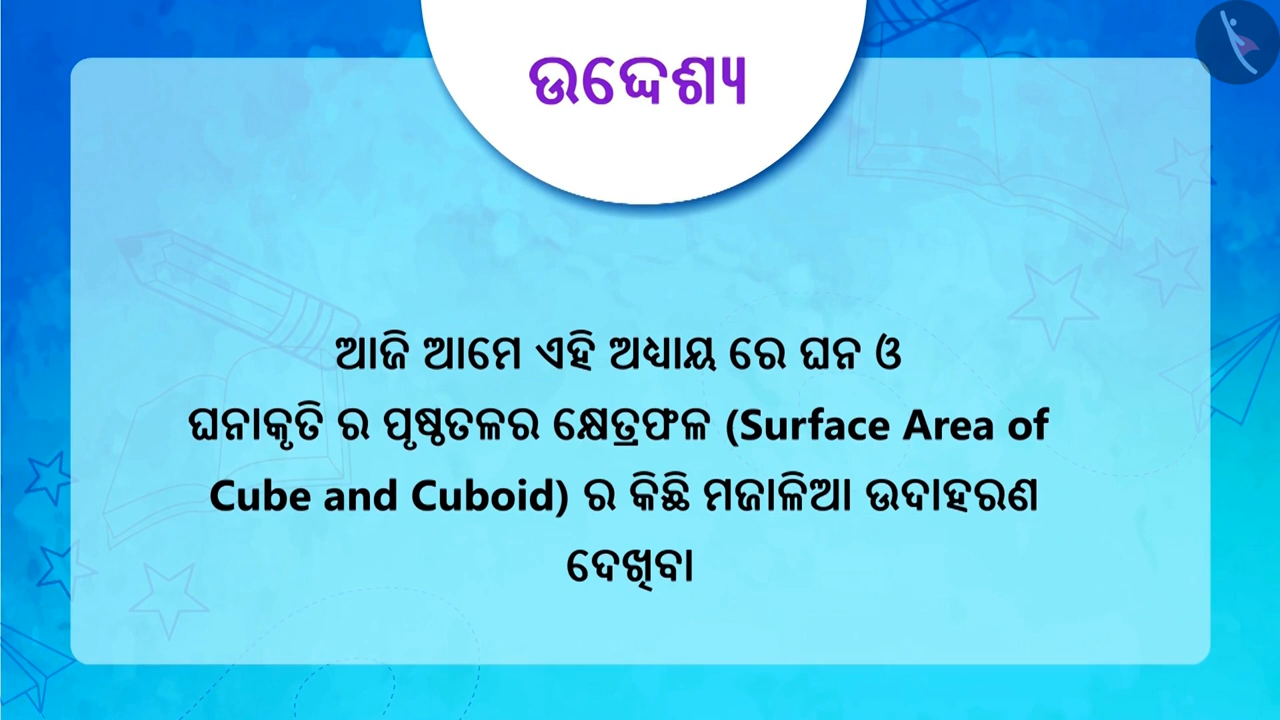 ଉଦ୍ଦେଶ୍ୟ
ଆଜି ଆମେ ଏହି ଅଧ୍ୟାୟ ରେ ଘନ ଓ
ଘନାକୃତି ର ପୃଷ୍ଠତଳର କ୍ଷେତ୍ରଫଳ (Surface Area of
Cube and Cuboid) ର କିଛି ମଜାଳିଆ ଉଦାହରଣ
ଦେଖିବା